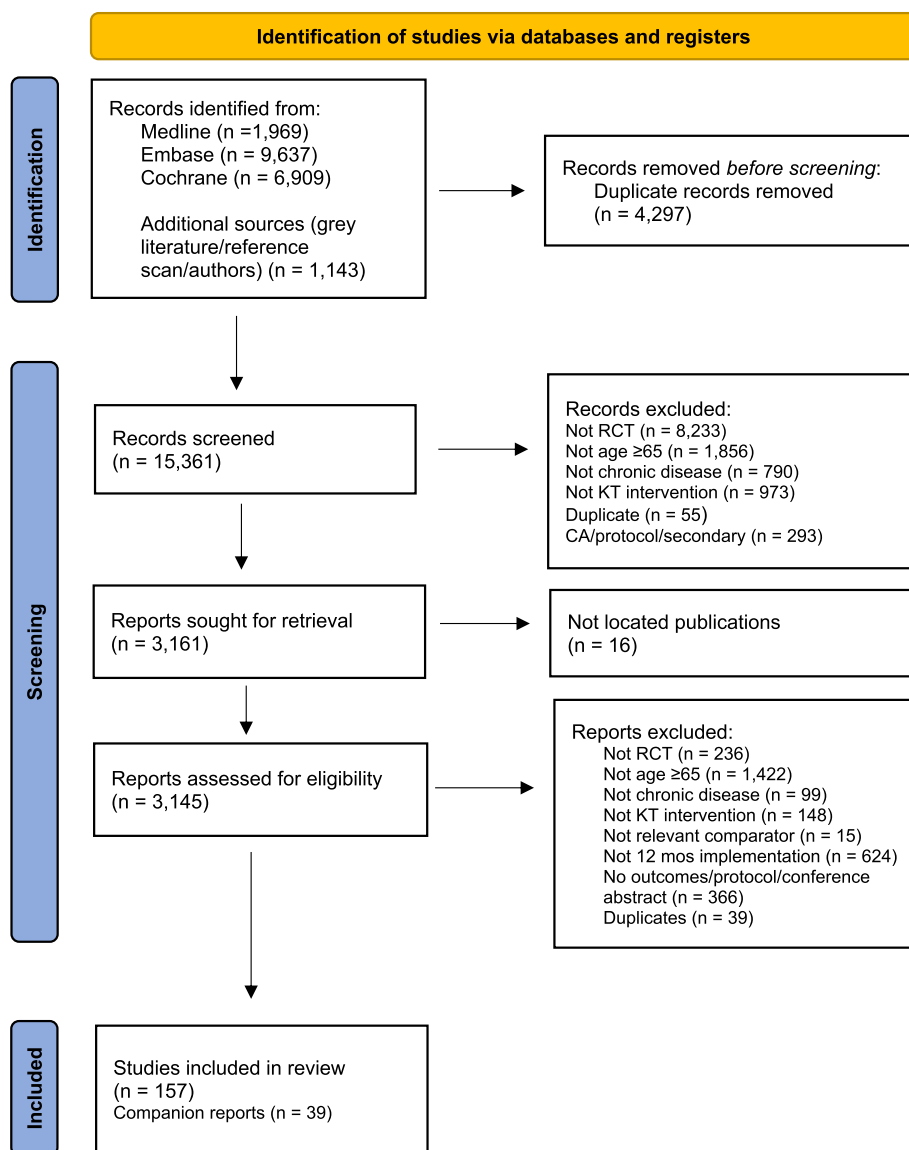 Identification of studies via databases and registers
Identification
Records identified from:
Medline (n =1,969)
Embase (n = 9,637)
Cochrane (n = 6,909)
Additional sources (grey
literature/reference
scan/authors) (n = 1,143)
Records removed before screening:
Duplicate records removed
(n = 4,297)
Screening
Records screened
(n = 15,361)
Records excluded:
Not RCT (n = 8,233)
Not age ≥65 (n = 1,856)
Not chronic disease (n = 790)
Not KT intervention (n = 973)
Duplicate (n = 55)
CA/protocol/secondary (n = 293)
Reports sought for retrieval
(n = 3,161)
Not located publications
(n = 16)
Reports assessed for eligibility
(n = 3,145)
Reports excluded:
Not RCT (n = 236)
Not age ≥65 (n = 1,422)
Not chronic disease (n = 99)
Not KT intervention (n = 148)
Not relevant comparator (n = 15)
Not 12 mos implementation (n = 624)
No outcomes/protocol/conference
abstract (n = 366)
Duplicates (n = 39)
Included
Studies included in review
(n = 157)
Companion reports (n = 39)